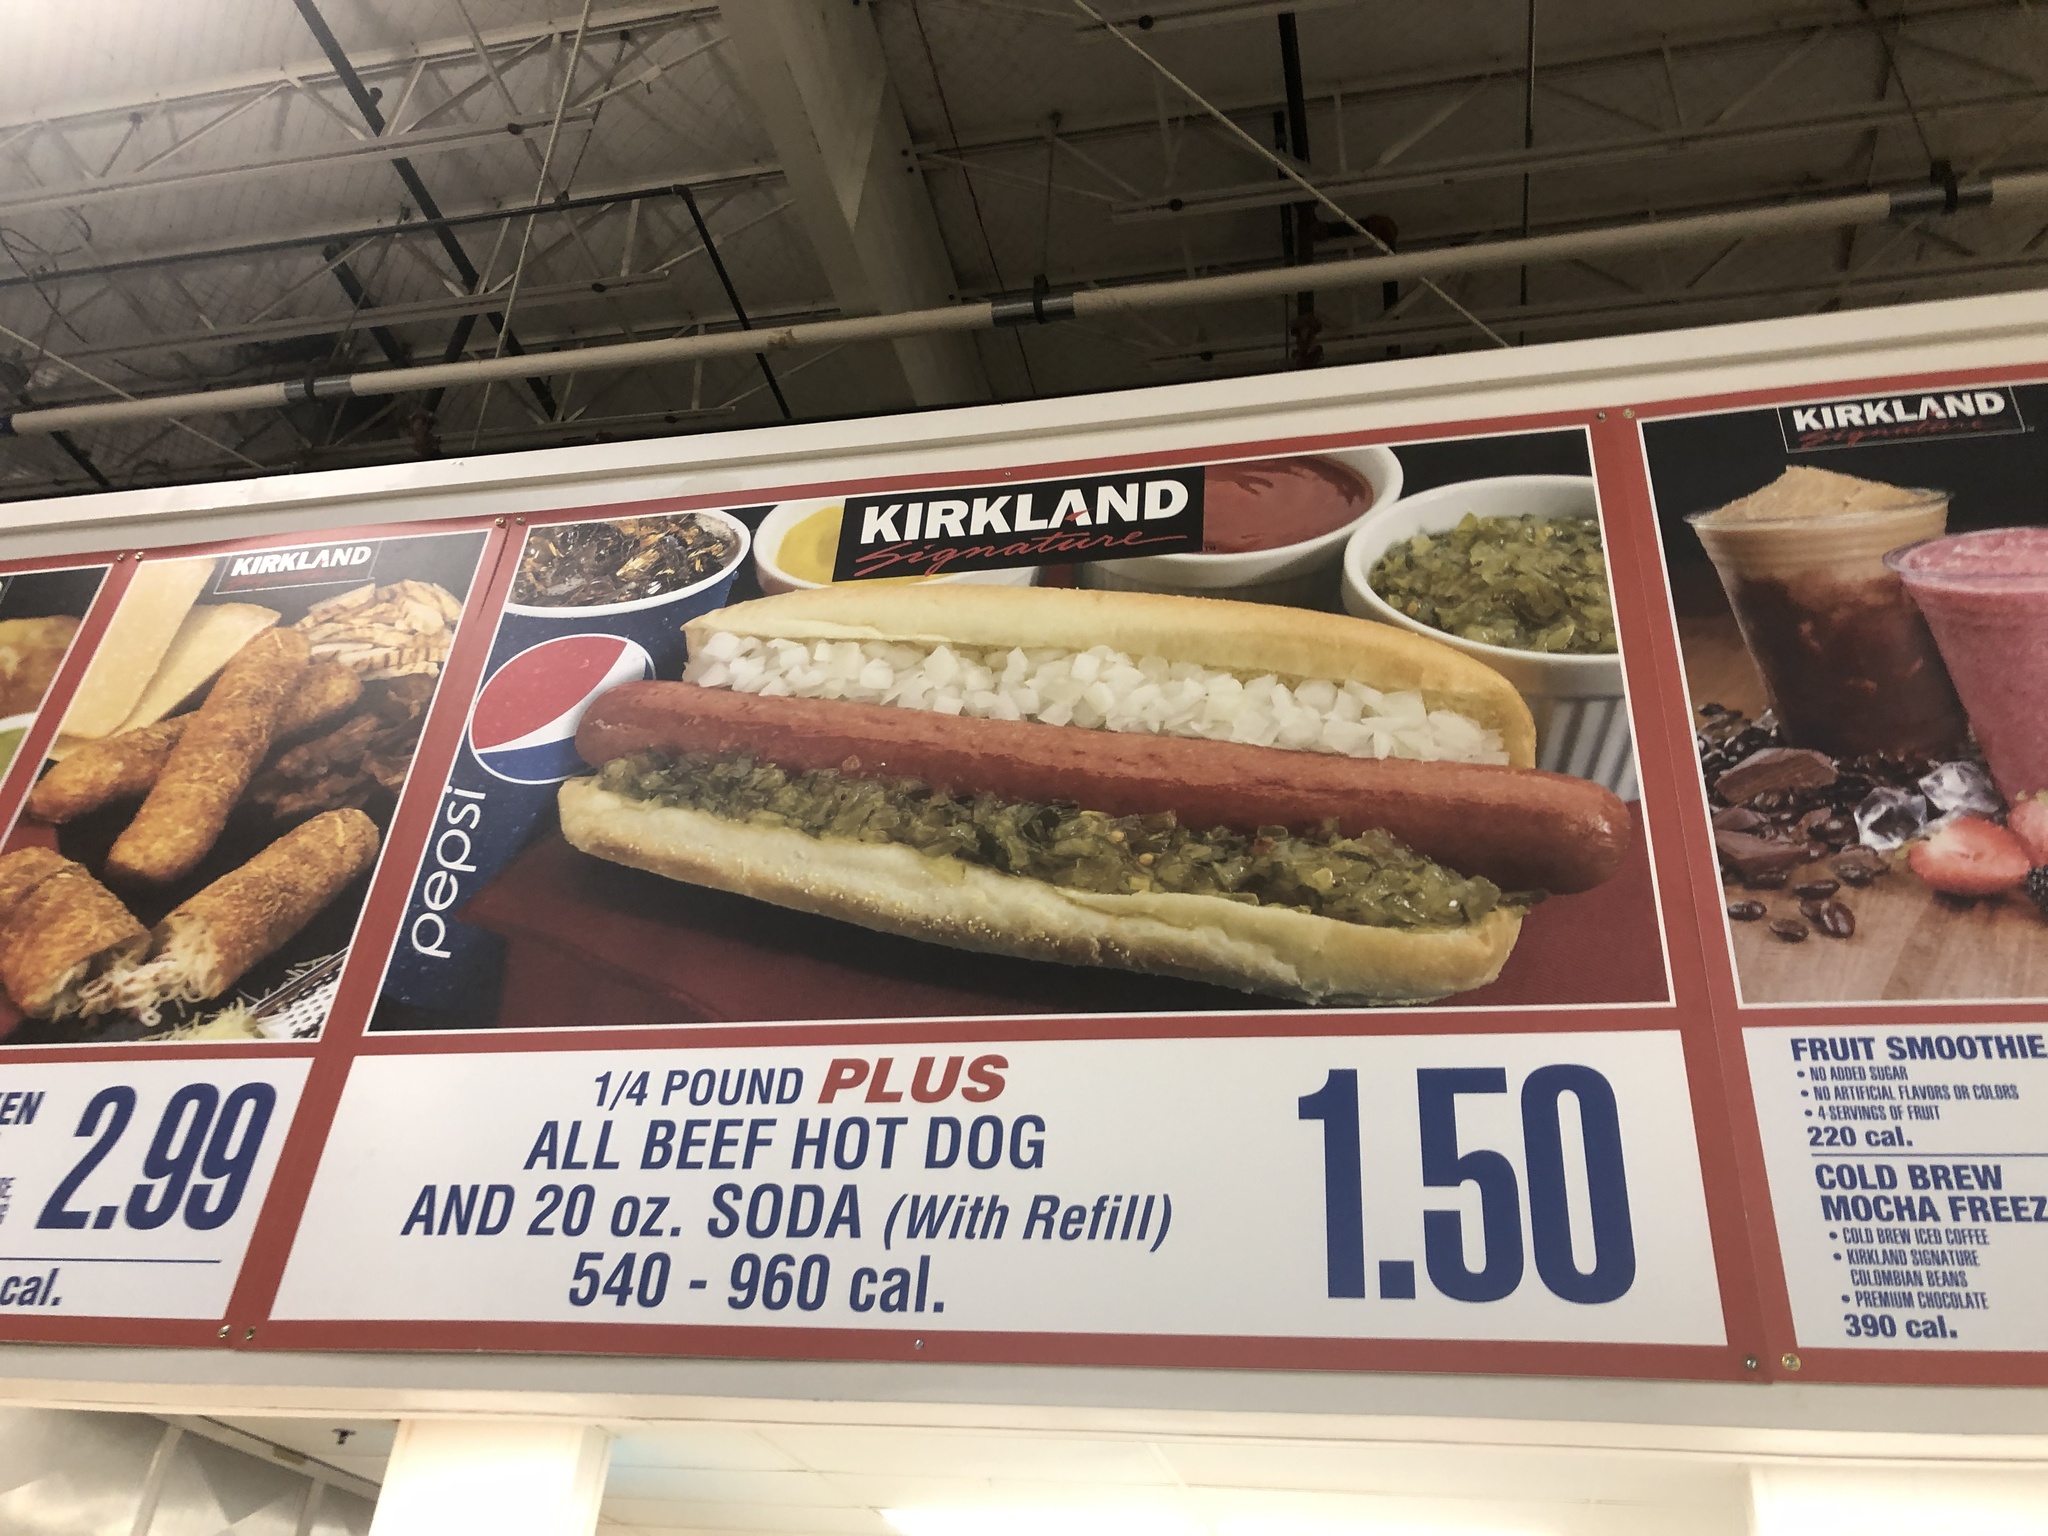 KIRKLAND
2.99
cal.
KIRKLAND
Signature
pepsi
1/4 POUND PLUS
ALL BEEF HOT DOG
AND 20 oz. SODA (With Refill)
540 - 960 cal.
1.50
KIRKLAND
Signature
FRUIT SMOOTHIE
• NO ADDED SUGAR
• NO ARTIFICIAL FLAVORS OR COLORS
• 4 SERVINGS OF FRUIT
220 cal.
COLD BREW
MOCHA FREEZ
• COLD BREW ICED COFFEE
• KIRKLAND SIGNATURE
COLOMBIAN BEANS
• PREMIUM CHOCOLATE
390 cal.